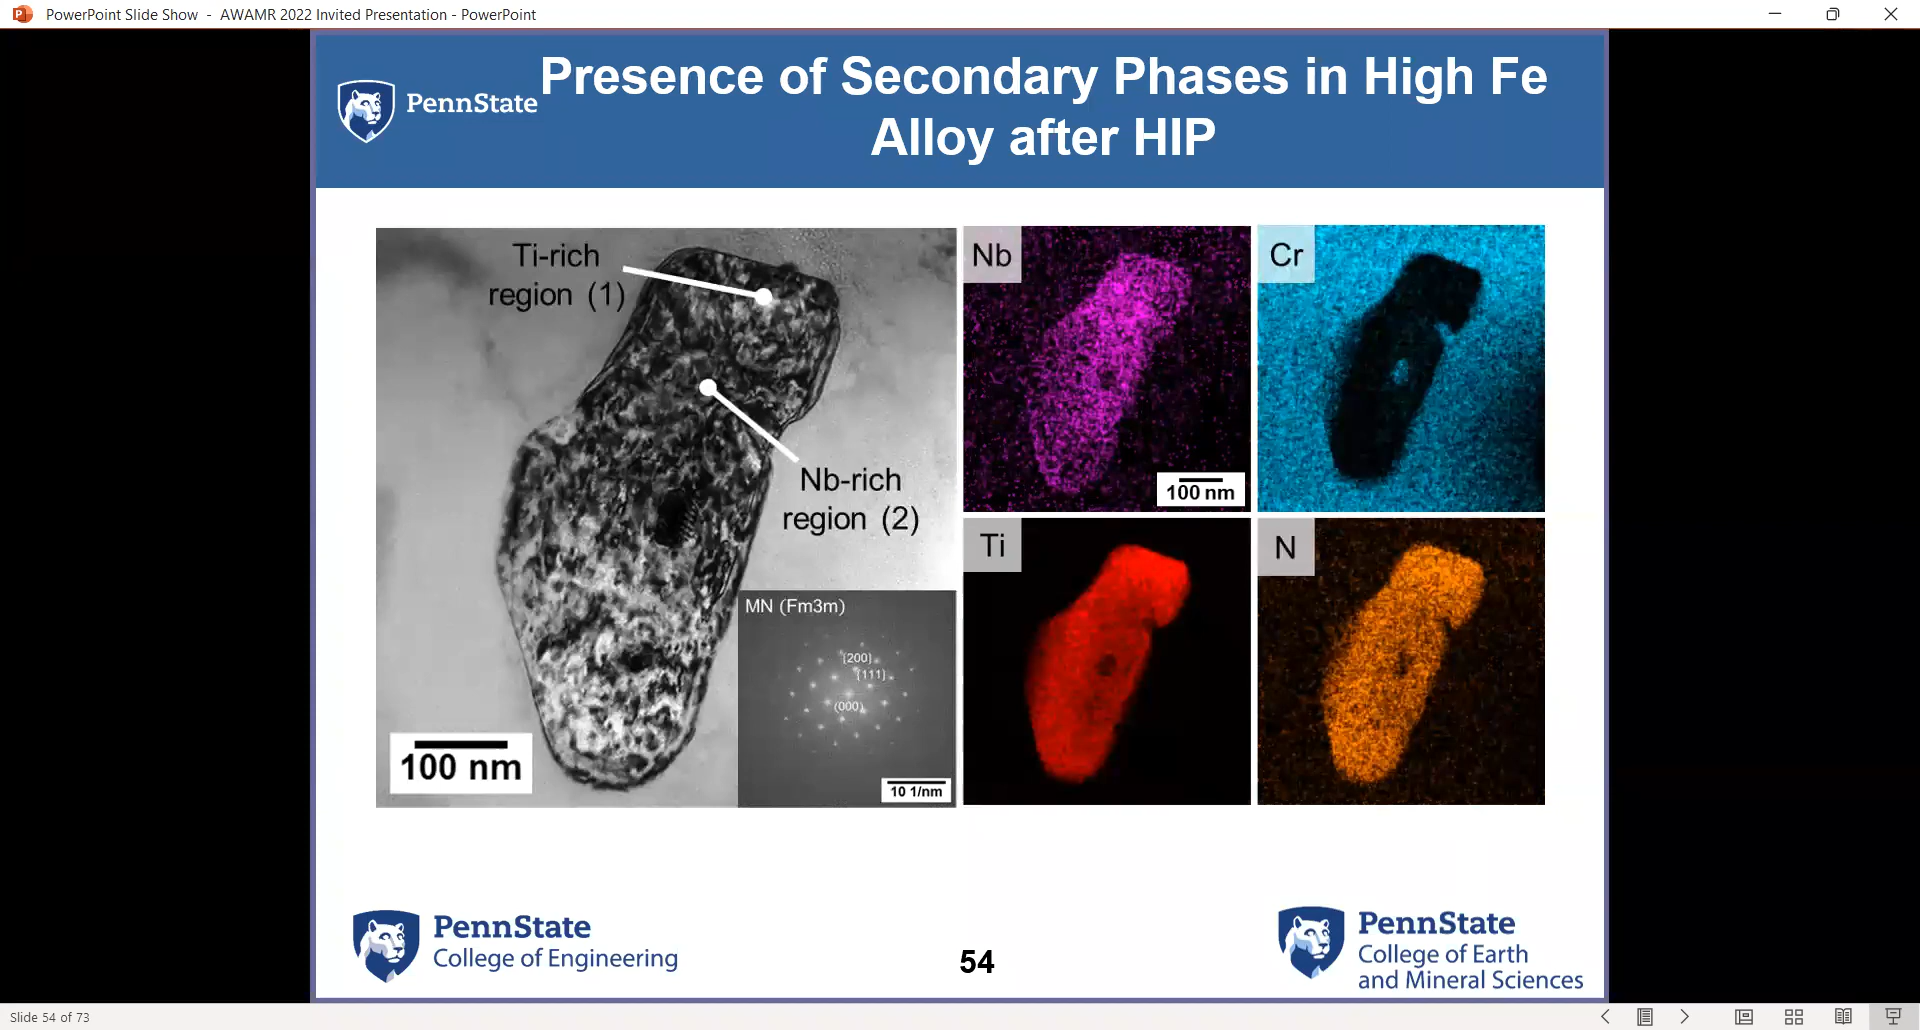 PowerPoint Slide Show - AWAMR 2022 Invited Presentation - PowerPoint
PennState
Presence of Secondary Phases in High Fe
Alloy after HIP
Ti-rich
region (1)
Nb-rich
region (2)
100 nm
MN (Fm3m)
{200}
{111}
(000)
10 1/nm
Nb
100 nm
Cr
Ti
N
PennState
College of Engineering
54
PennState
College of Earth
and Mineral Sciences
Slide 54 of 73